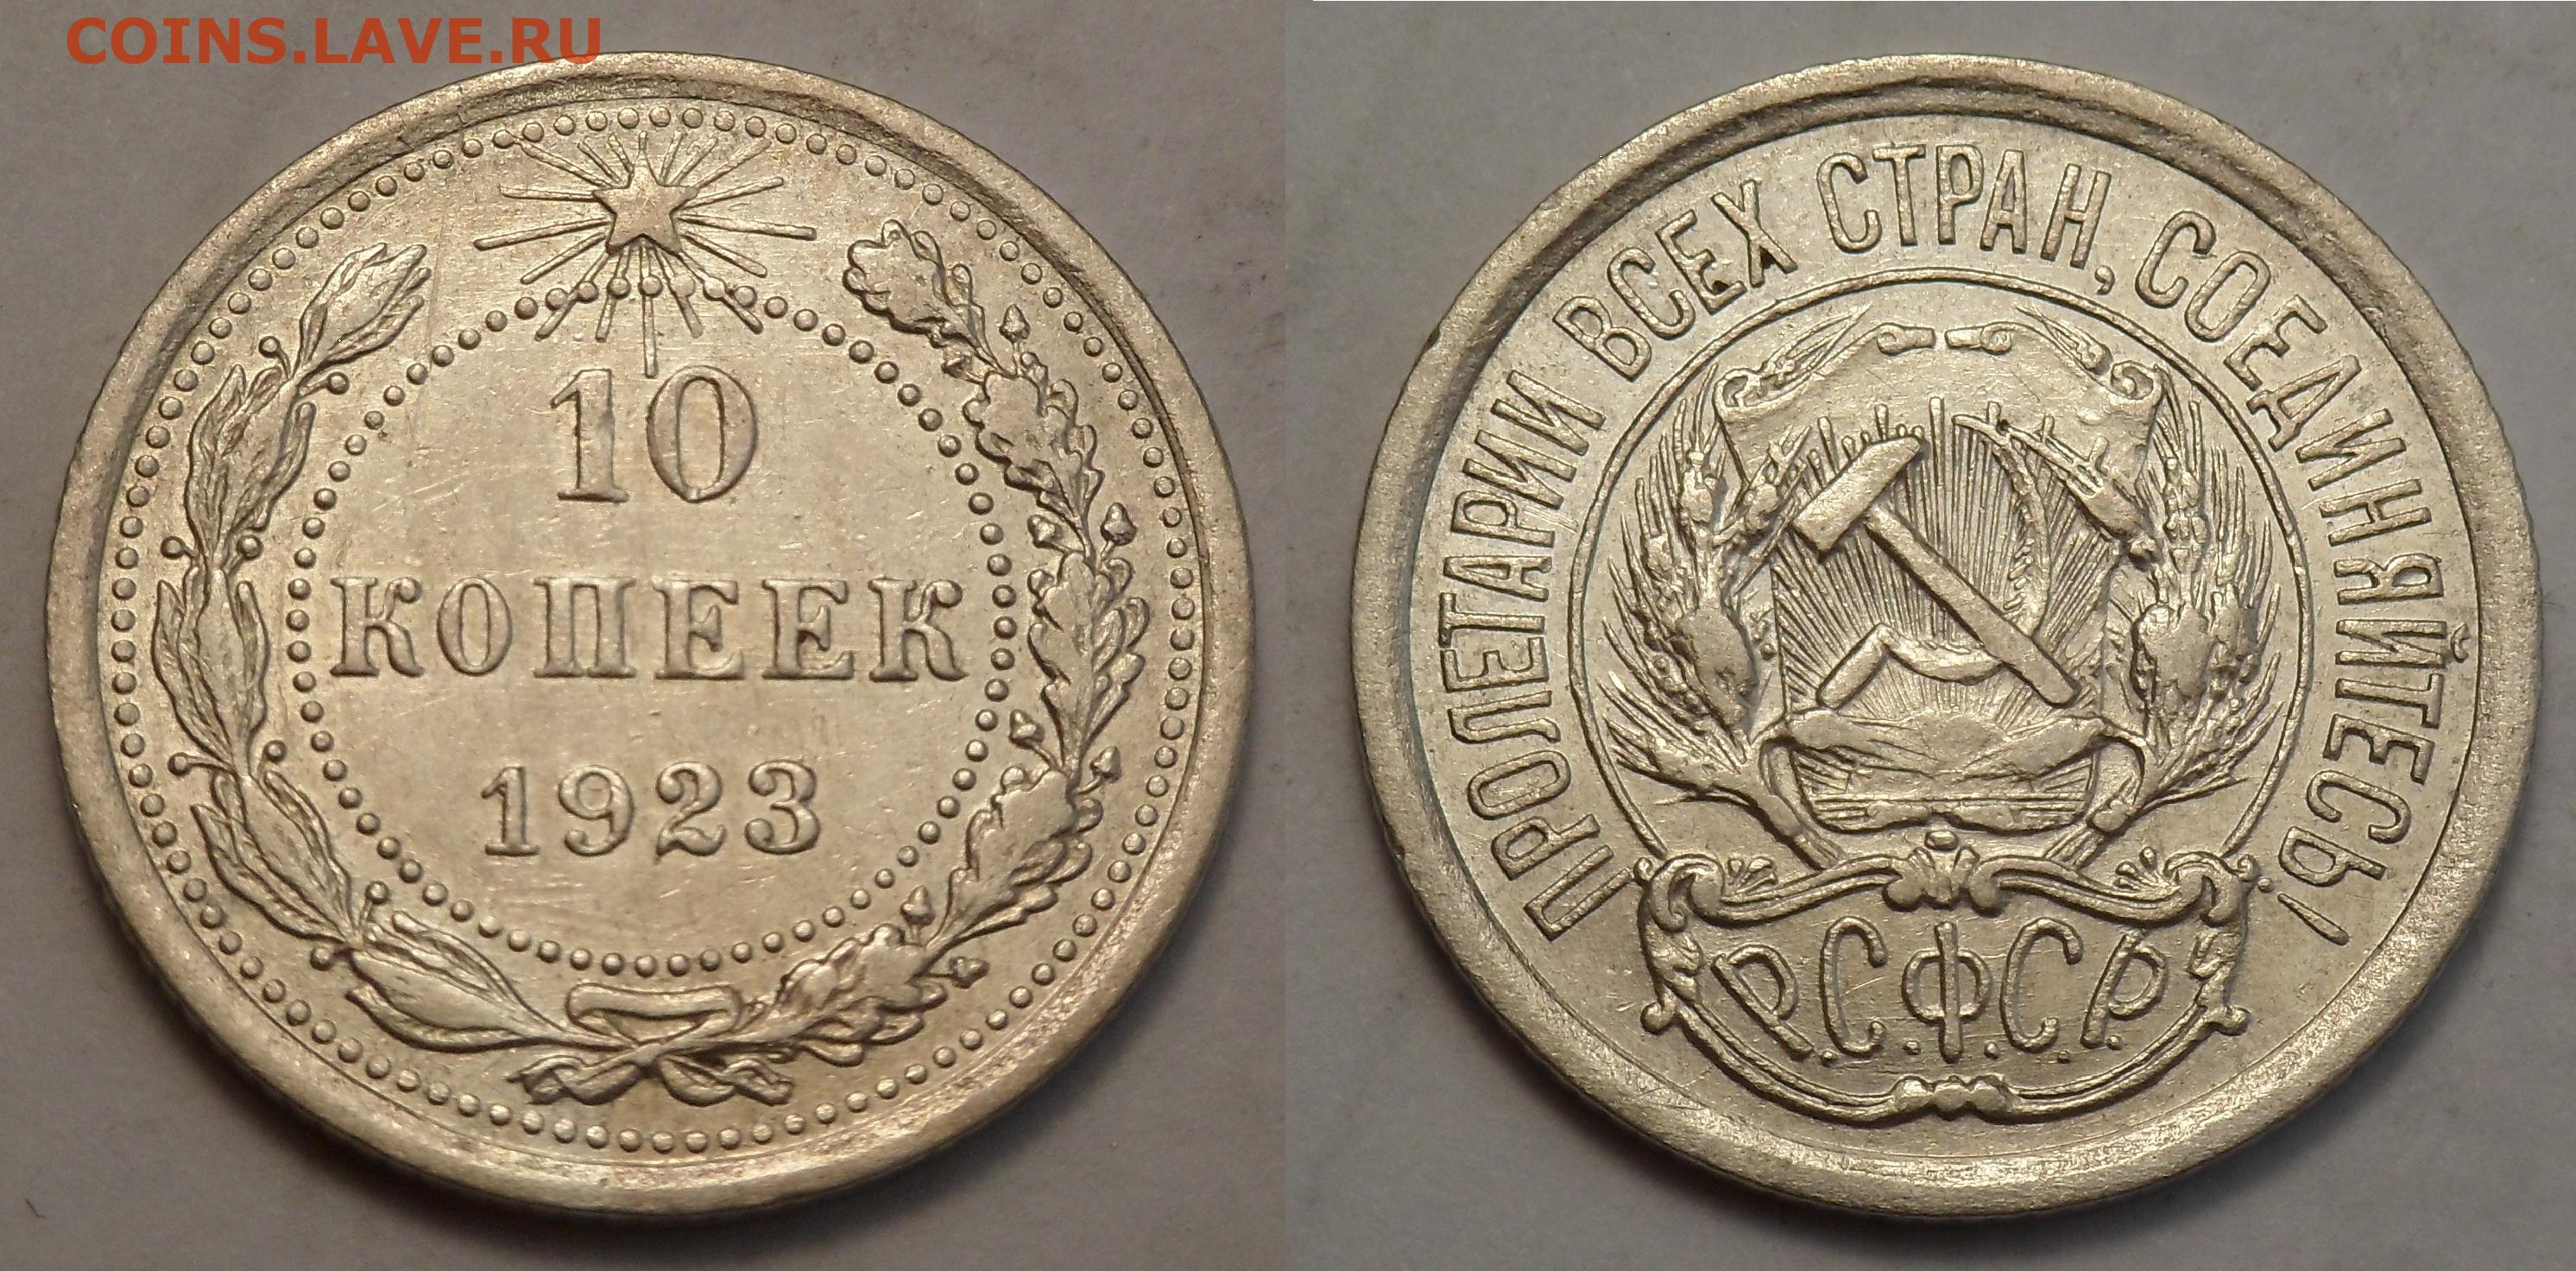 COINS.LAVE.RU
10
КОПЕЕК
1923
ПРОЛЕТАРИИ ВСЕХ СТРАН, СОЕДИНЯЙТЕСЬ!
Р.С.Ф.С.Р.